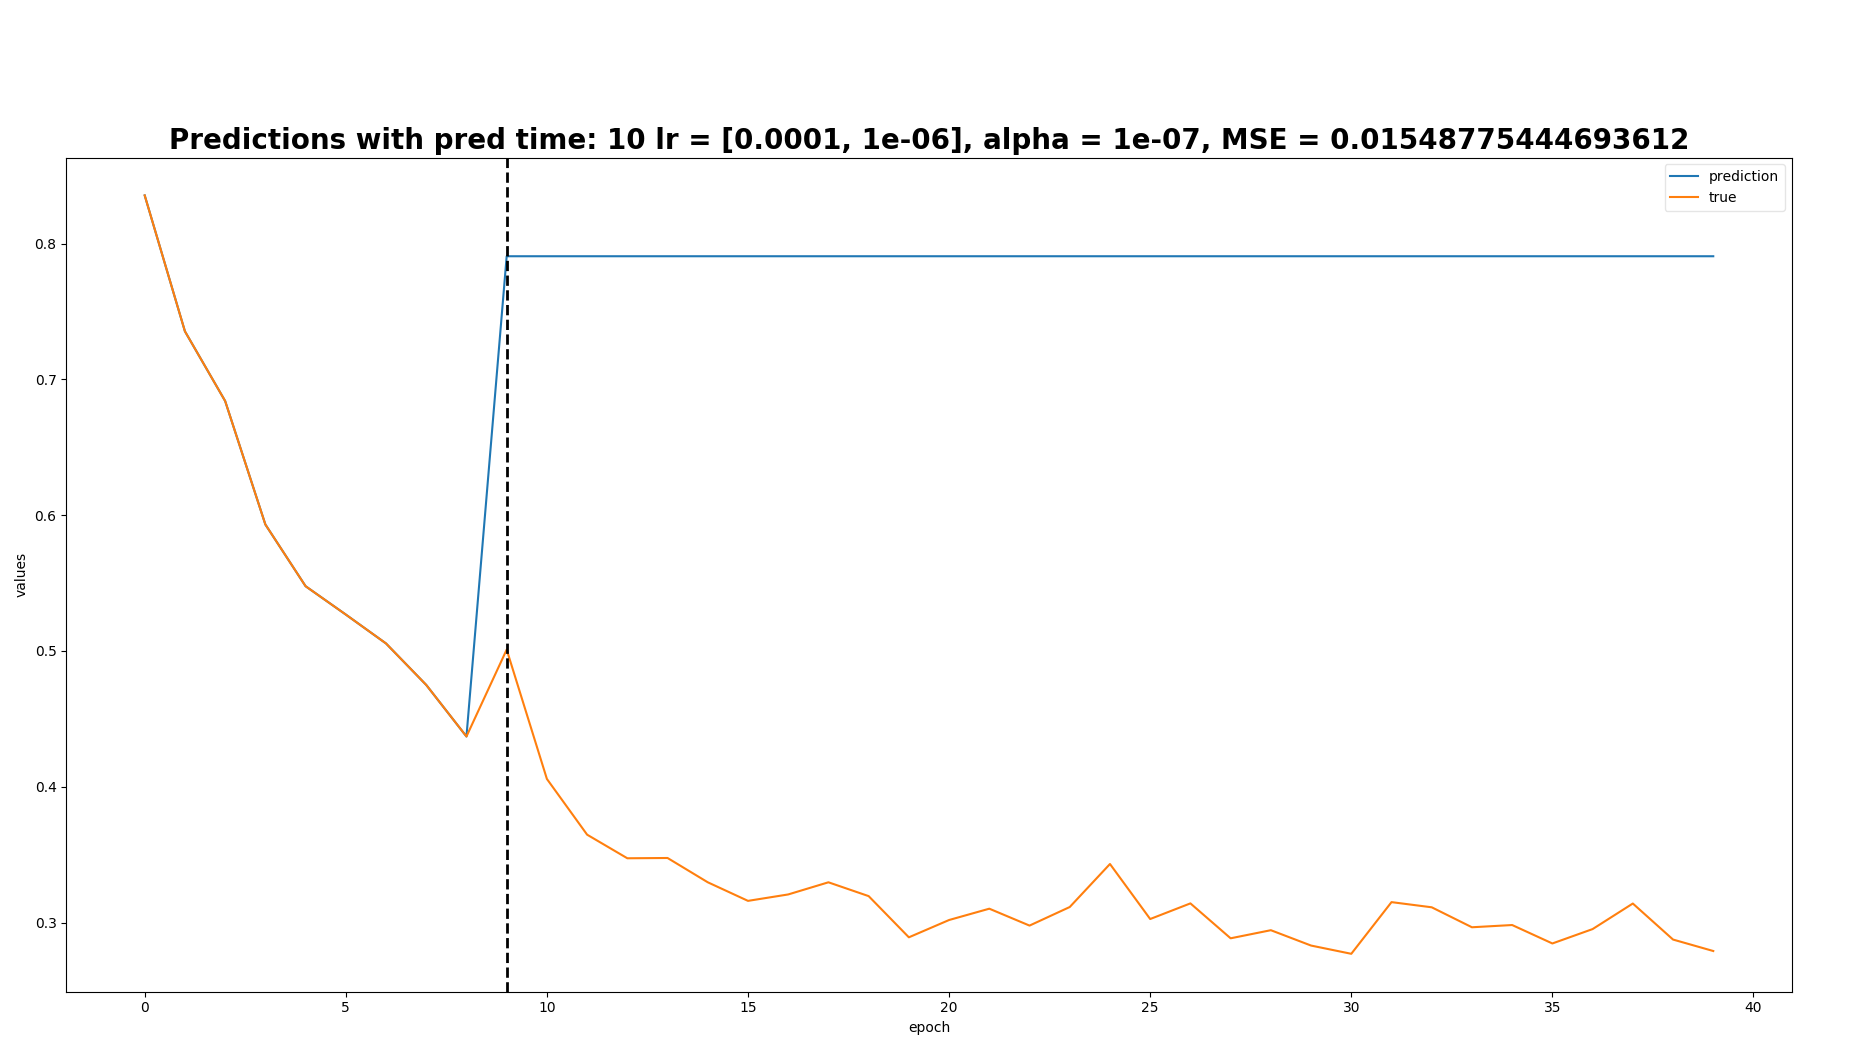 Predictions with pred time: 10 lr = [0.0001, 1e-06], alpha = 1e-07, MSE = 0.01548775444693612
prediction
true
0.8
0.7
0.6
0.5
0.4
0.3
values
0 5 10 15 20 25 30 35 40
epoch